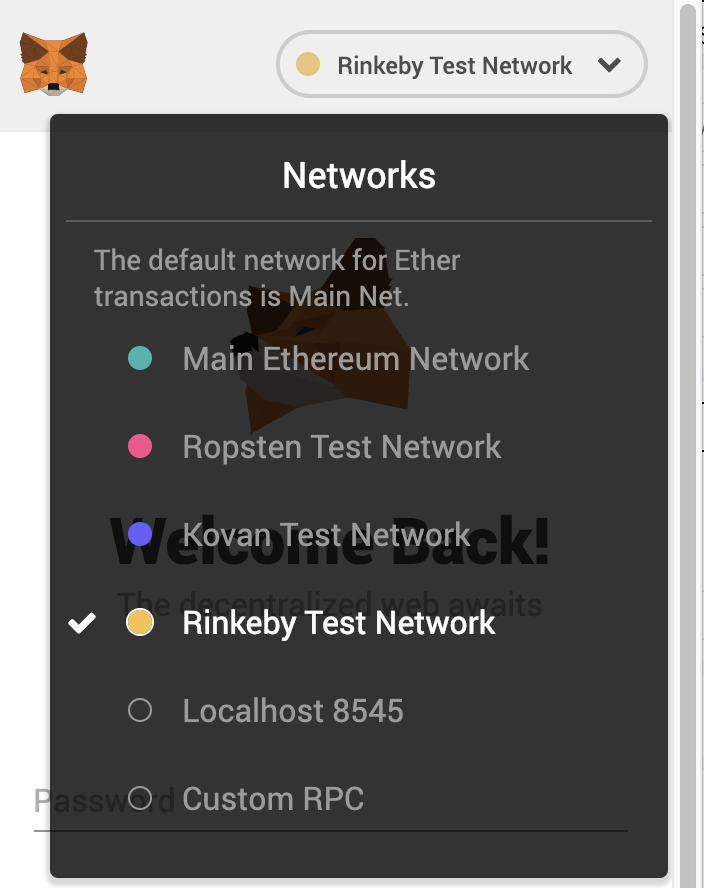 Rinkeby Test Network
Networks
The default network for Ether
transactions is Main Net.
Main Ethereum Network
Ropsten Test Network
Kovan Test Network
Welcome Back!
The decentralized web awaits
Rinkeby Test Network
Localhost 8545
Password
Custom RPC